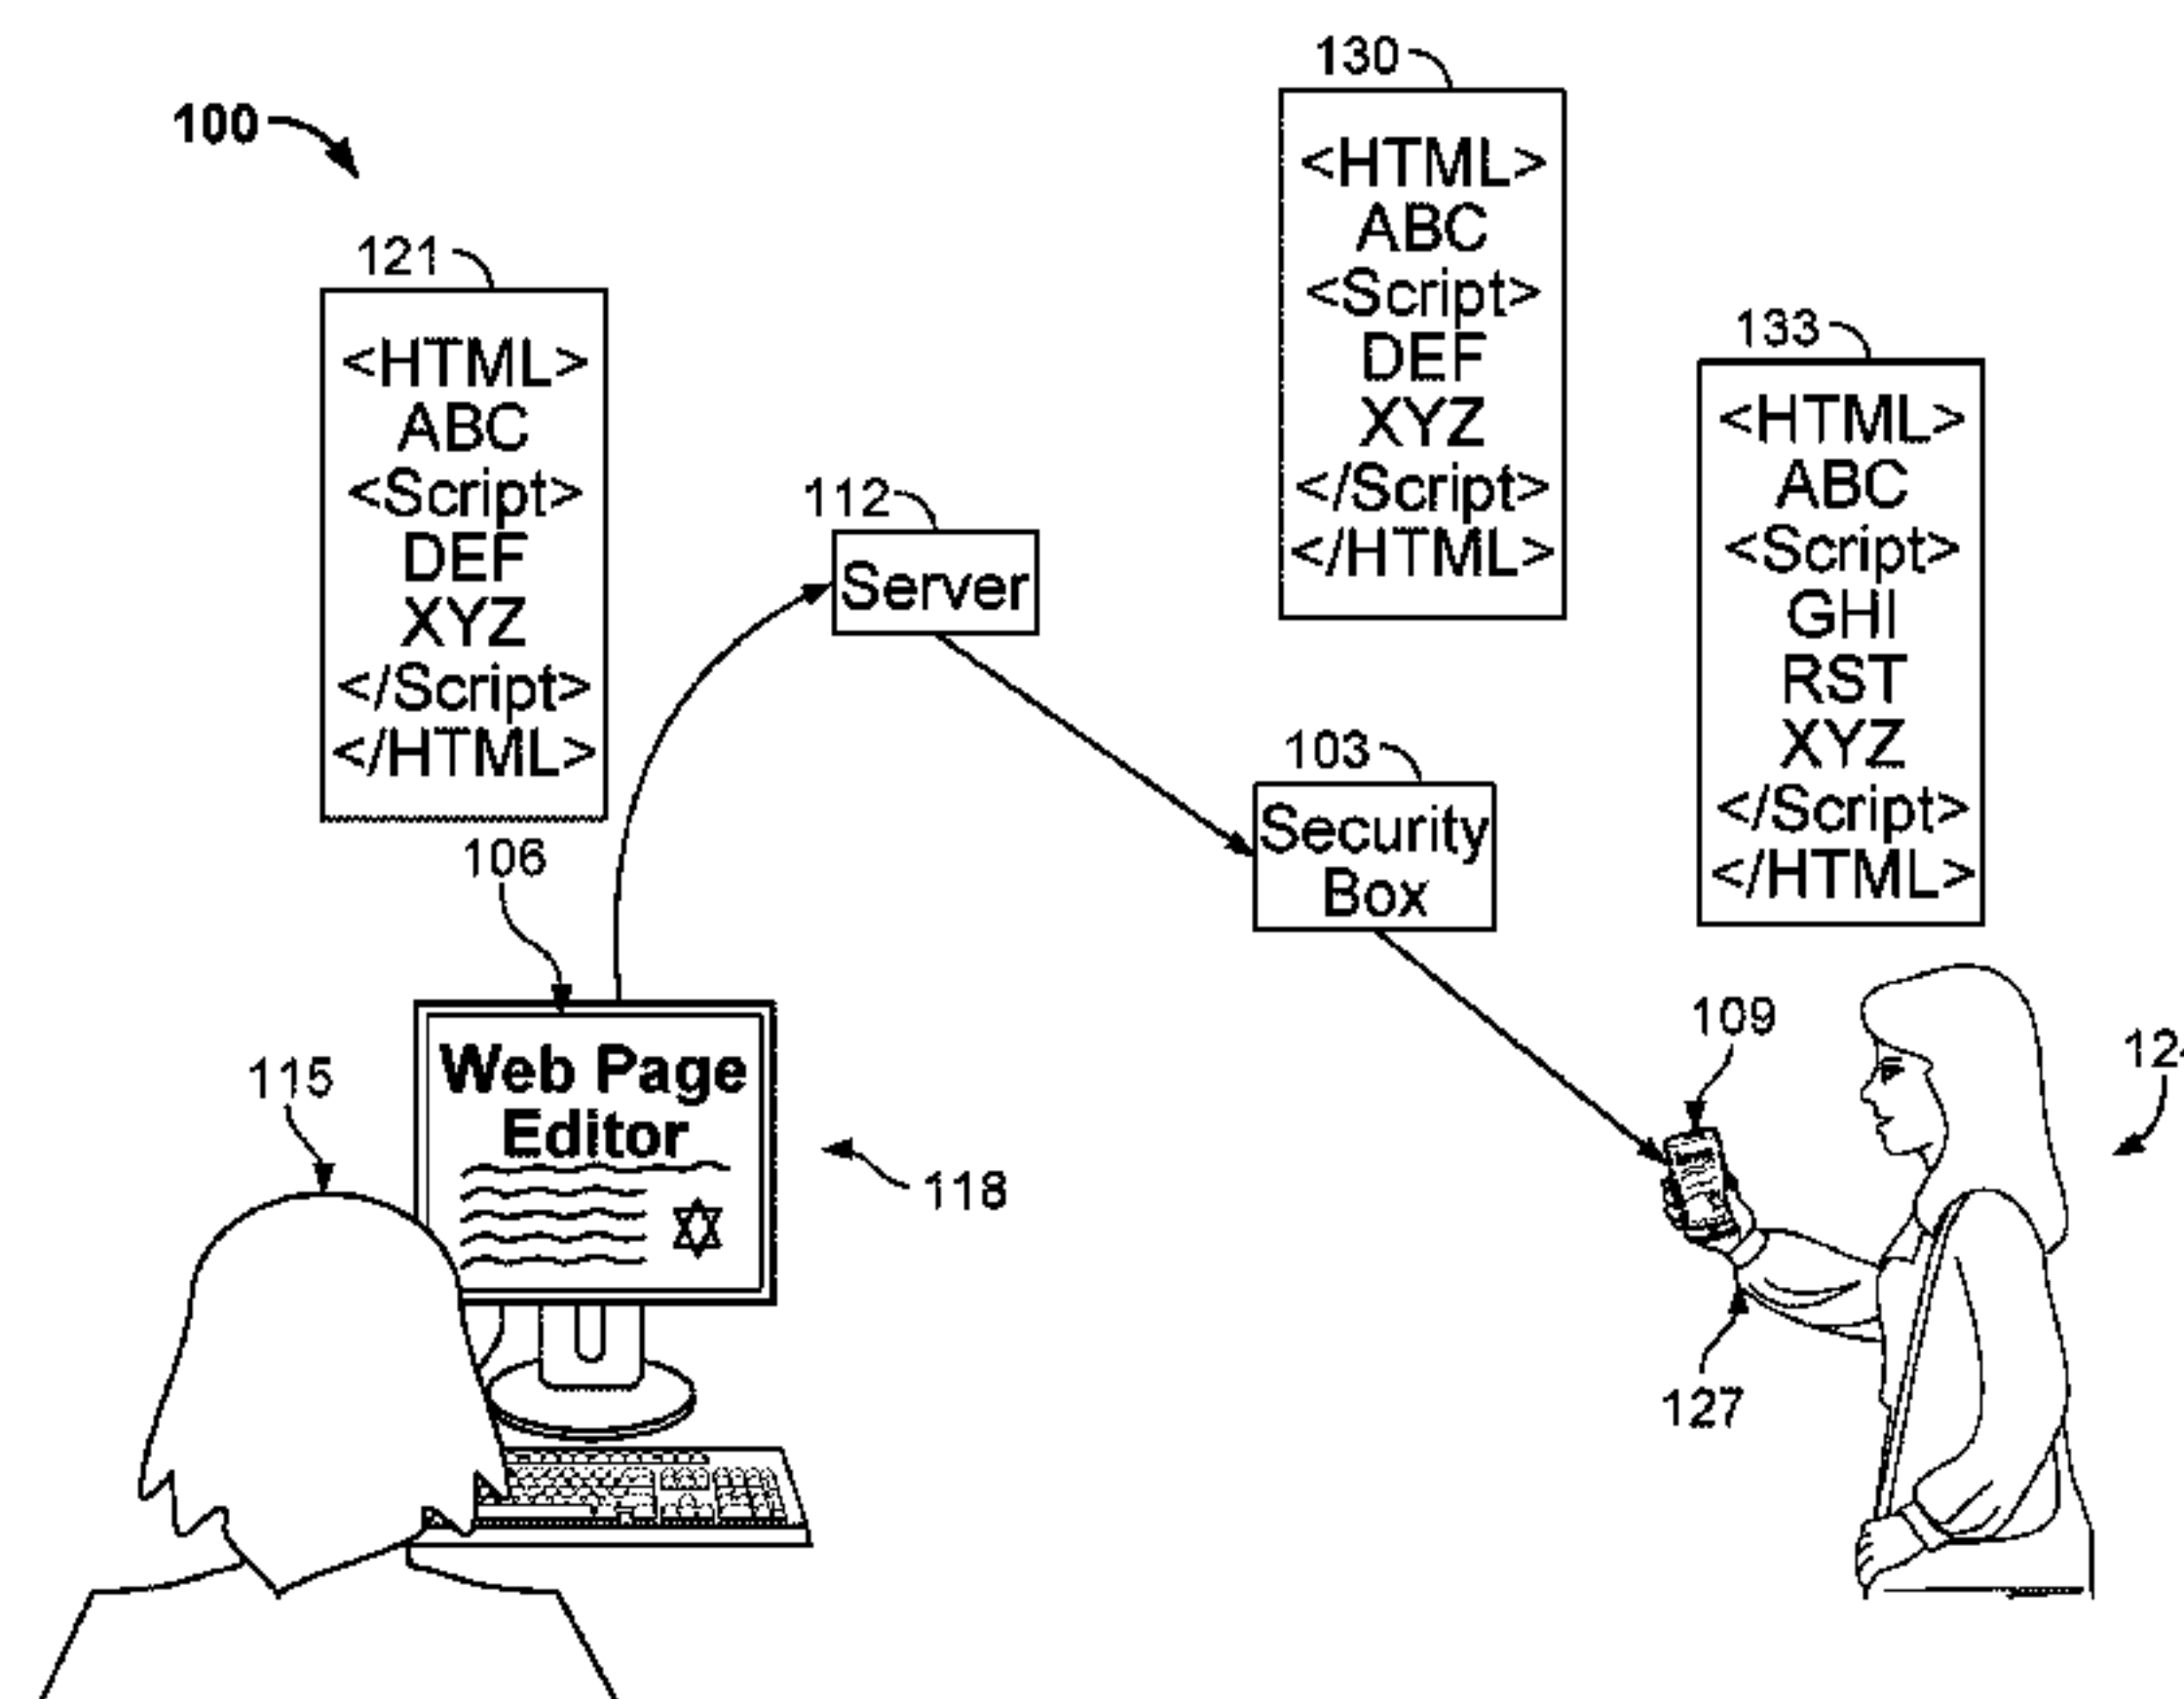 100
130
<HTML>
ABC
<Script>
DEF
XYZ
</Script>
</HTML>
121
<HTML>
ABC
<Script>
DEF
XYZ
</Script>
</HTML>
133
<HTML>
ABC
<Script>
GHI
RST
XYZ
</Script>
</HTML>
112
Server
103
Security
Box
106
Web Page
Editor
115
118
109
127